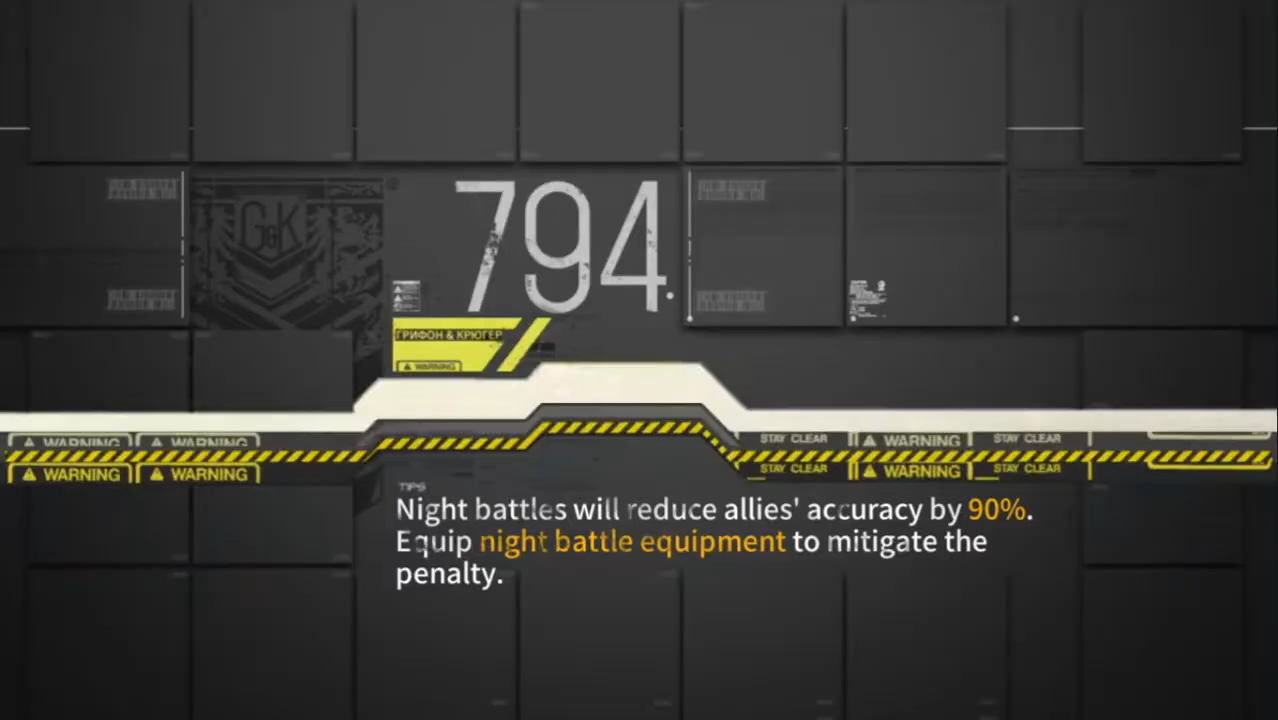 G&K
794.
ГРИФОН & КРЮГЕР
WARNING
WARNING WARNING STAY CLEAR WARNING STAY CLEAR
WARNING WARNING STAY CLEAR WARNING STAY CLEAR
TIPS
Night battles will reduce allies' accuracy by 90%.
Equip night battle equipment to mitigate the
penalty.